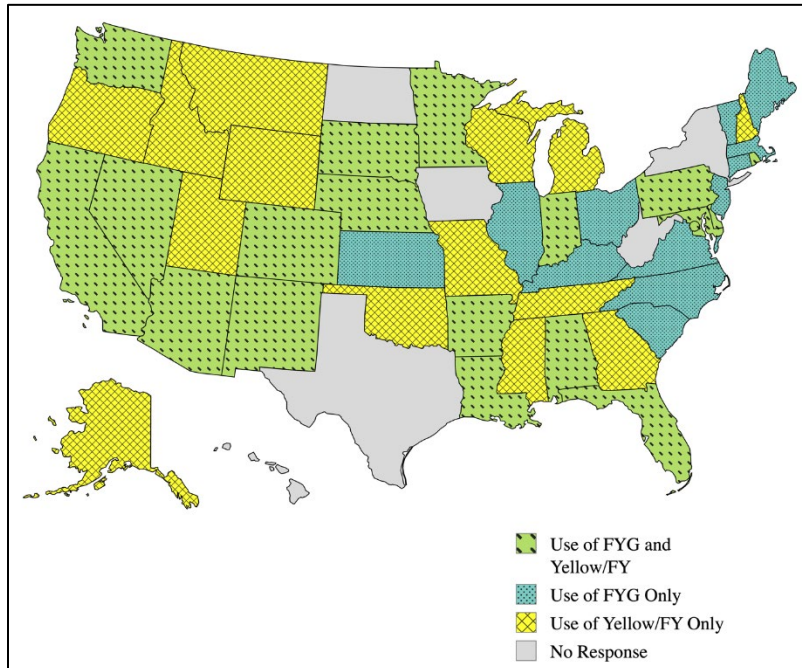 Use of FYG and
Yellow/FY
Use of FYG Only
Use of Yellow/FY Only
No Response